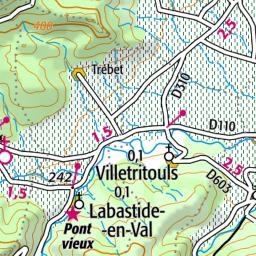 400
Trébet
2,5
D310
D110
1,5
0,1
Villetritouls
2,5
D603
242
1,5
0,1
Labastide-
-en-Val
Pont
vieux